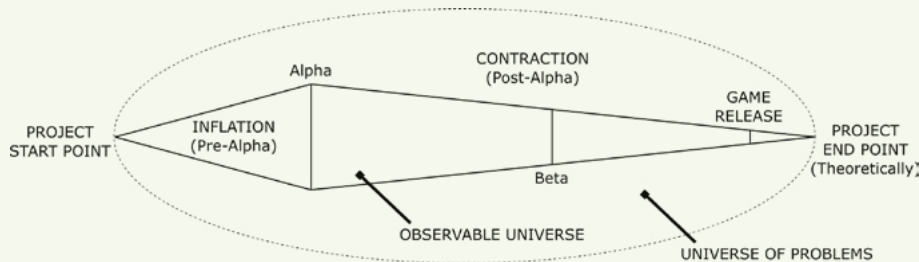 CONTRACTION
(Post-Alpha)
Alpha
GAME
RELEASE
INFLATION
(Pre-Alpha)
PROJECT
START POINT
PROJECT
END POINT
(Theoretically)
Beta
OBSERVABLE UNIVERSE
UNIVERSE OF PROBLEMS